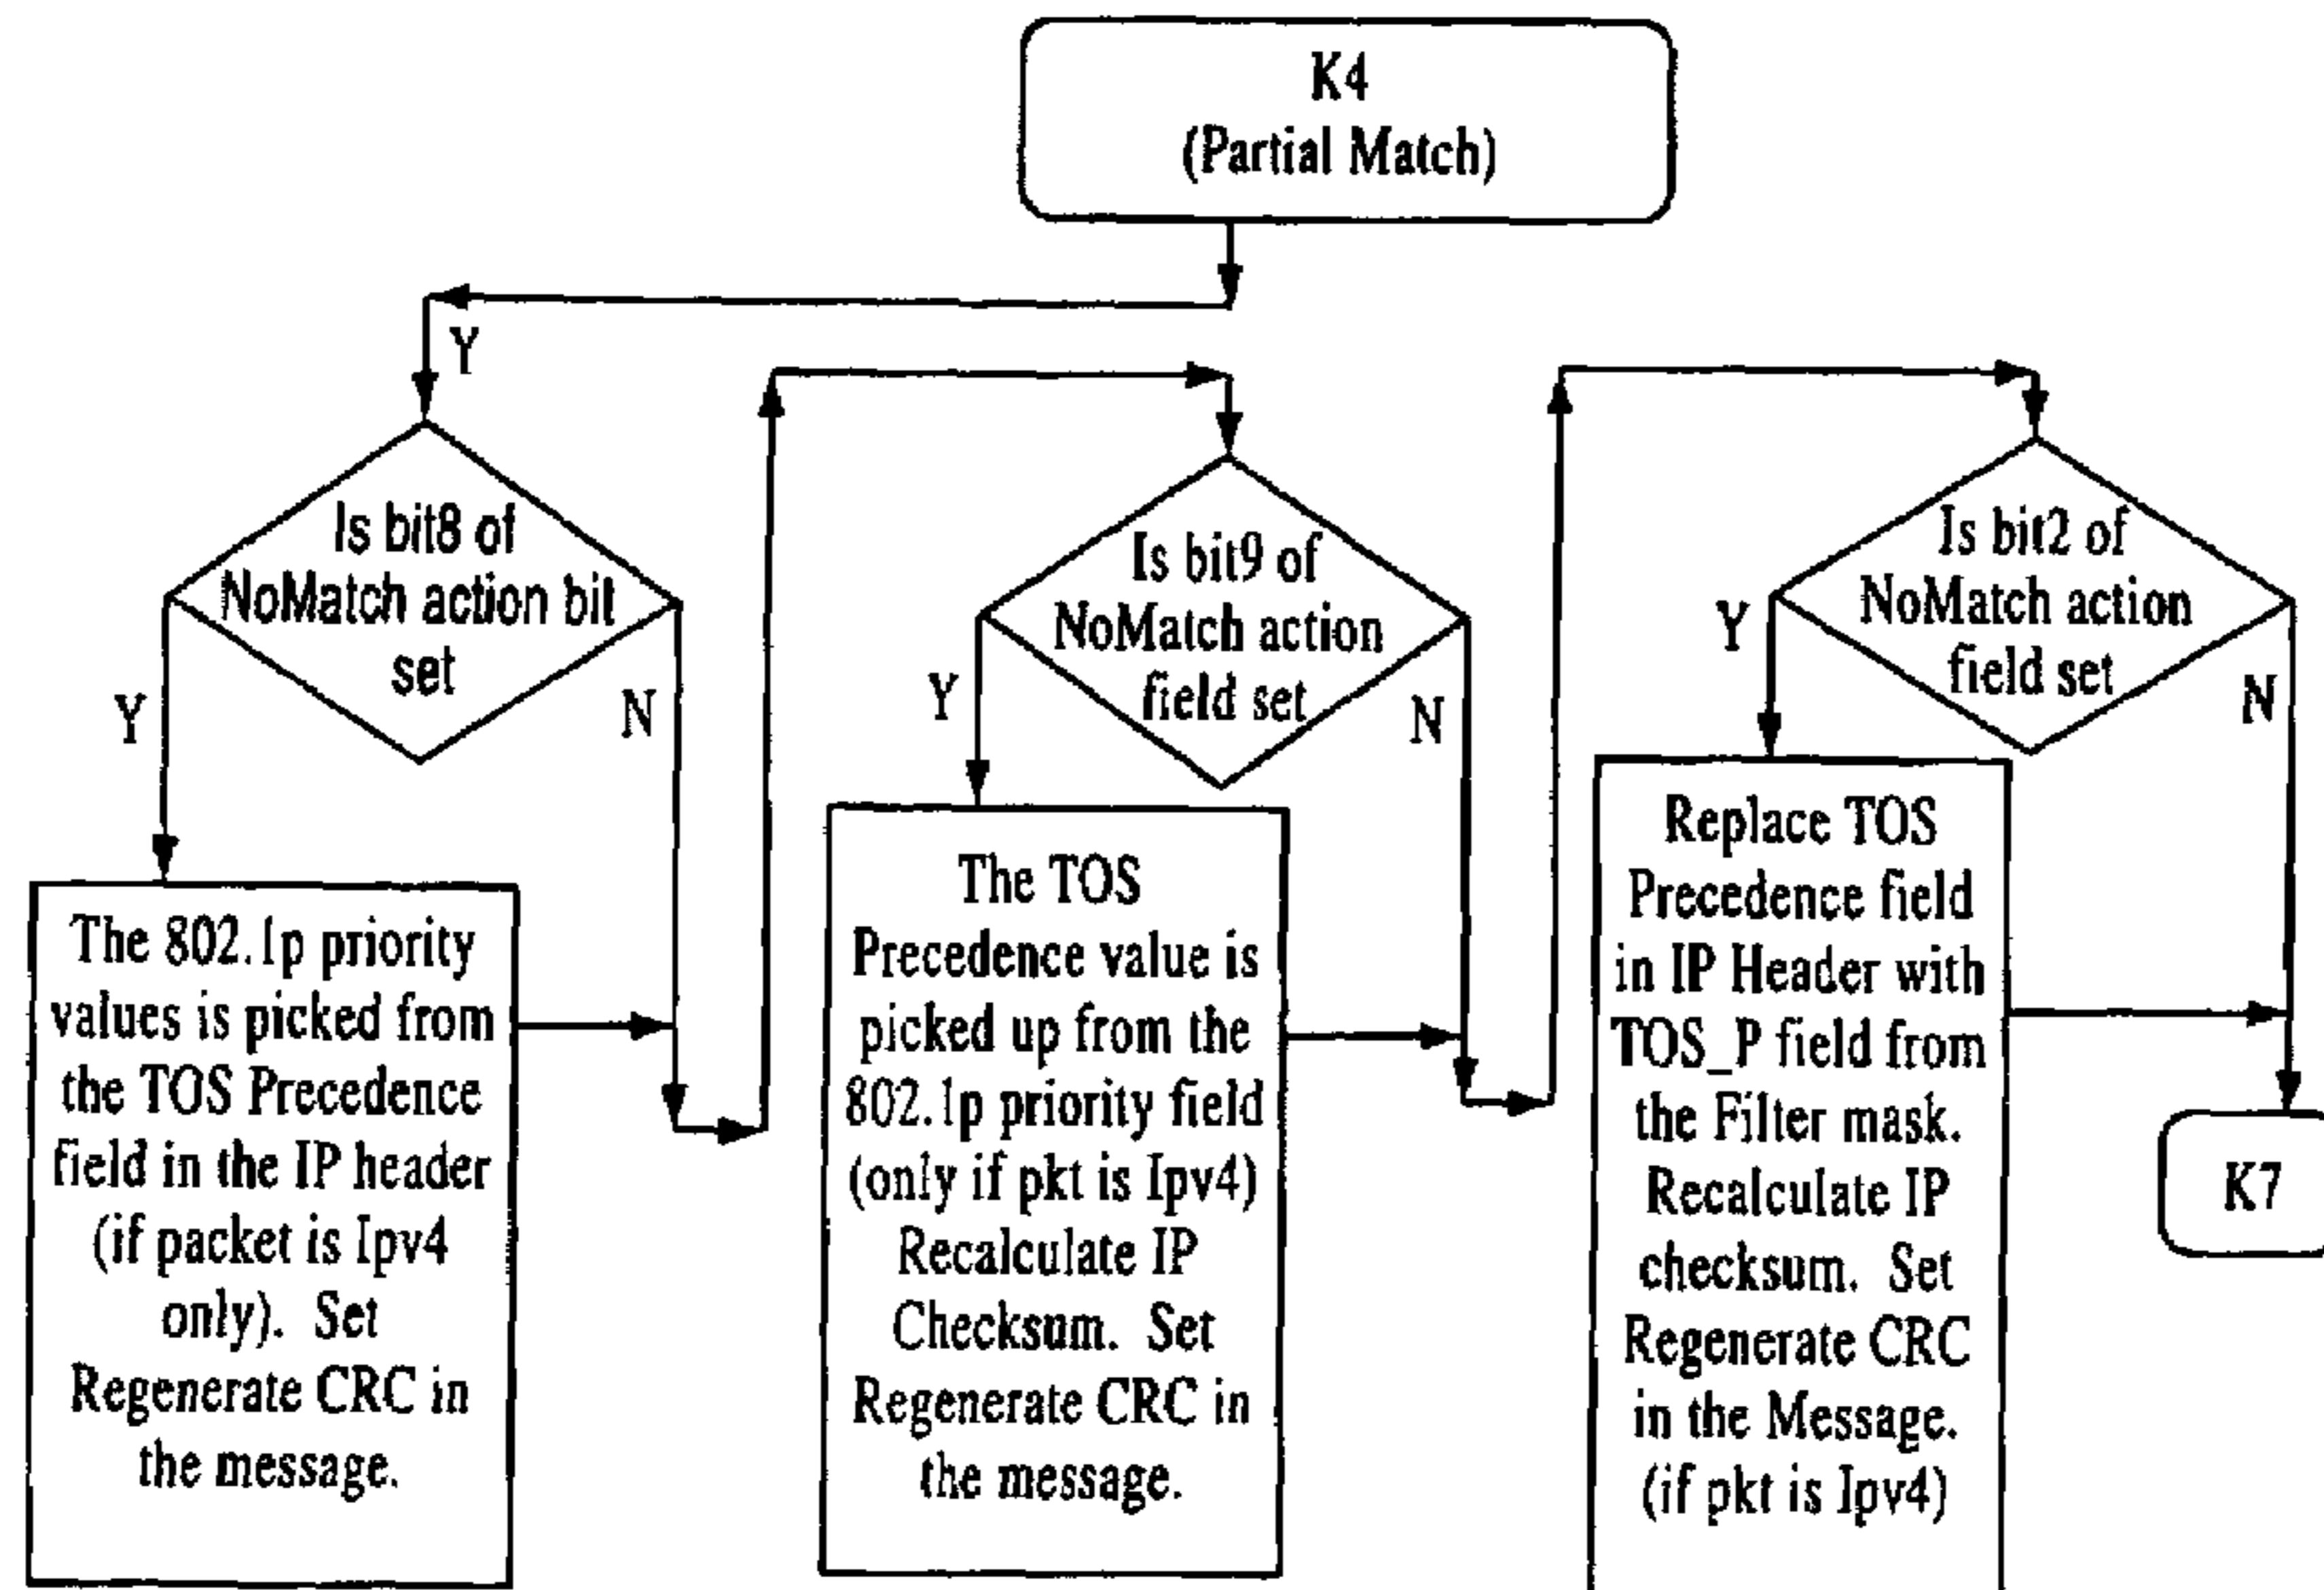 K4
(Partial Match)
Y
Is bit8 of
NoMatch action bit
set
Y
N
The 802.1p priority
values is picked from
the TOS Precedence
field in the IP header
(if packet is Ipv4
only). Set
Regenerate CRC in
the message.
Is bit9 of
NoMatch action
field set
Y
N
The TOS
Precedence value is
picked up from the
802.1p priority field
(only if pkt is Ipv4)
Recalculate IP
Checksum. Set
Regenerate CRC in
the message.
Is bit2 of
NoMatch action
field set
Y
N
Replace TOS
Precedence field
in IP Header with
TOS_P field from
the Filter mask.
Recalculate IP
checksum. Set
Regenerate CRC
in the Message.
(if pkt is Ipv4)
K7